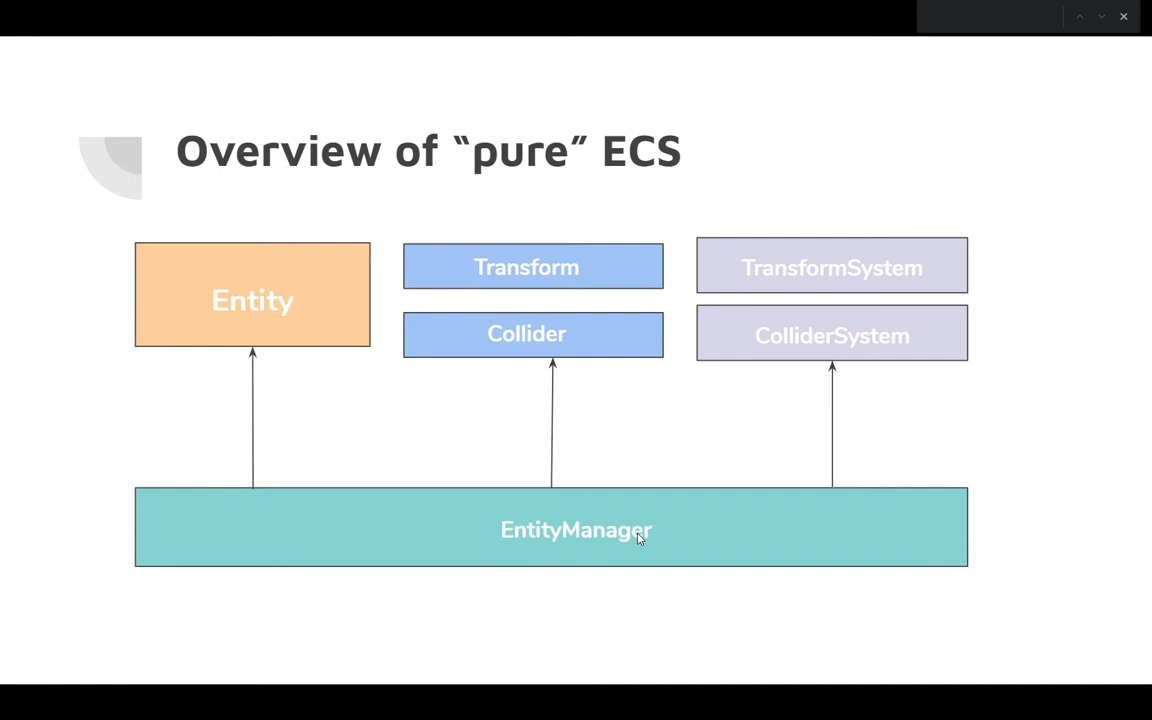 Overview of “pure” ECS
Entity
Transform
Collider
TransformSystem
ColliderSystem
EntityManager